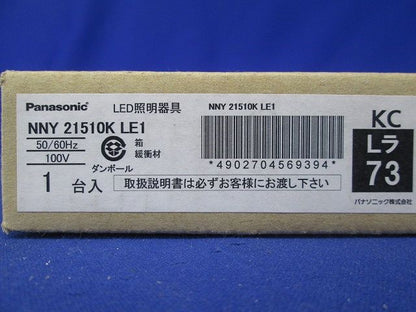 Panasonic LED照明器具 NNY 21510K LE1
KC
NNY 21510K LE1
50/60Hz
100V
箱
緩衝材
ダンボール
*4902704569394*
Lラ
73
1 台入
取扱説明書は必ずお客様にお渡し下さい
パナソニック株式会社